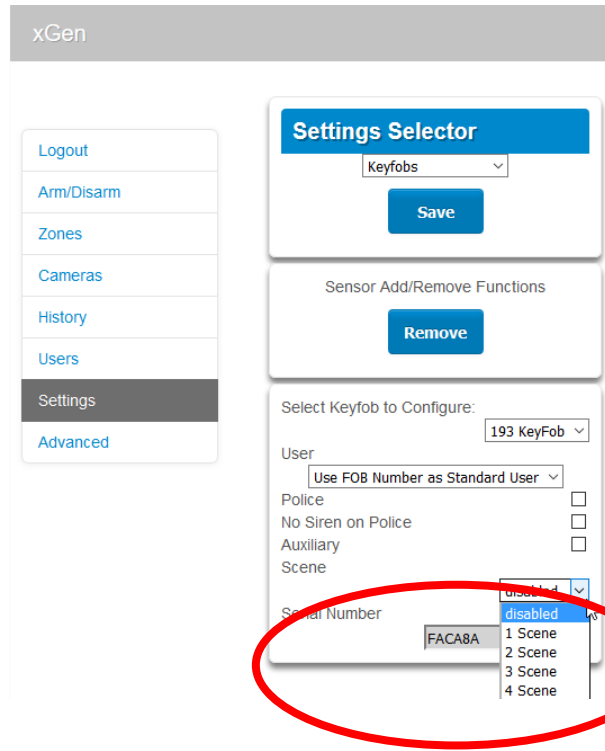 xGen
Logout
Arm/Disarm
Zones
Cameras
History
Users
Settings
Advanced
Settings Selector
Keyfobs
Save
Sensor Add/Remove Functions
Remove
Select Keyfob to Configure:
193 KeyFob
User
Use FOB Number as Standard User
Police
No Siren on Police
Auxiliary
Scene
disabled
Serial Number
FACA8A
disabled
1 Scene
2 Scene
3 Scene
4 Scene